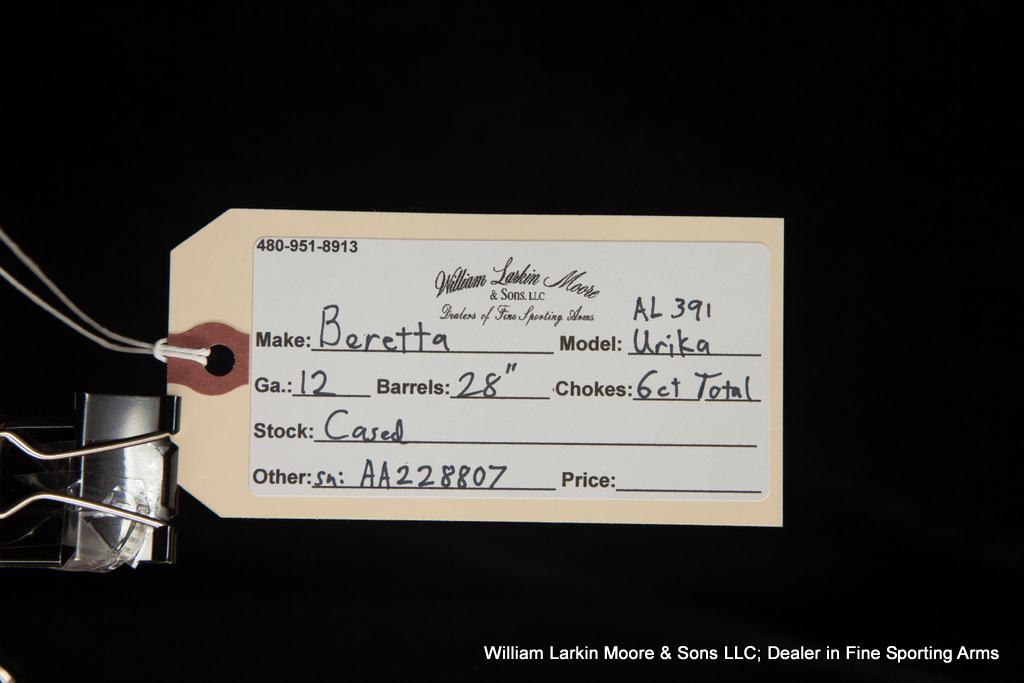 480-951-8913
William Larkin Moore
& Sons, LLC
Dealers of Fine Sporting Arms
AL 391
Make: Beretta Model: Urika
Ga.: 12 Barrels: 28" Chokes: 6ct Total
Stock: Cased
Other: sn: AA228807 Price:
William Larkin Moore & Sons LLC; Dealer in Fine Sporting Arms